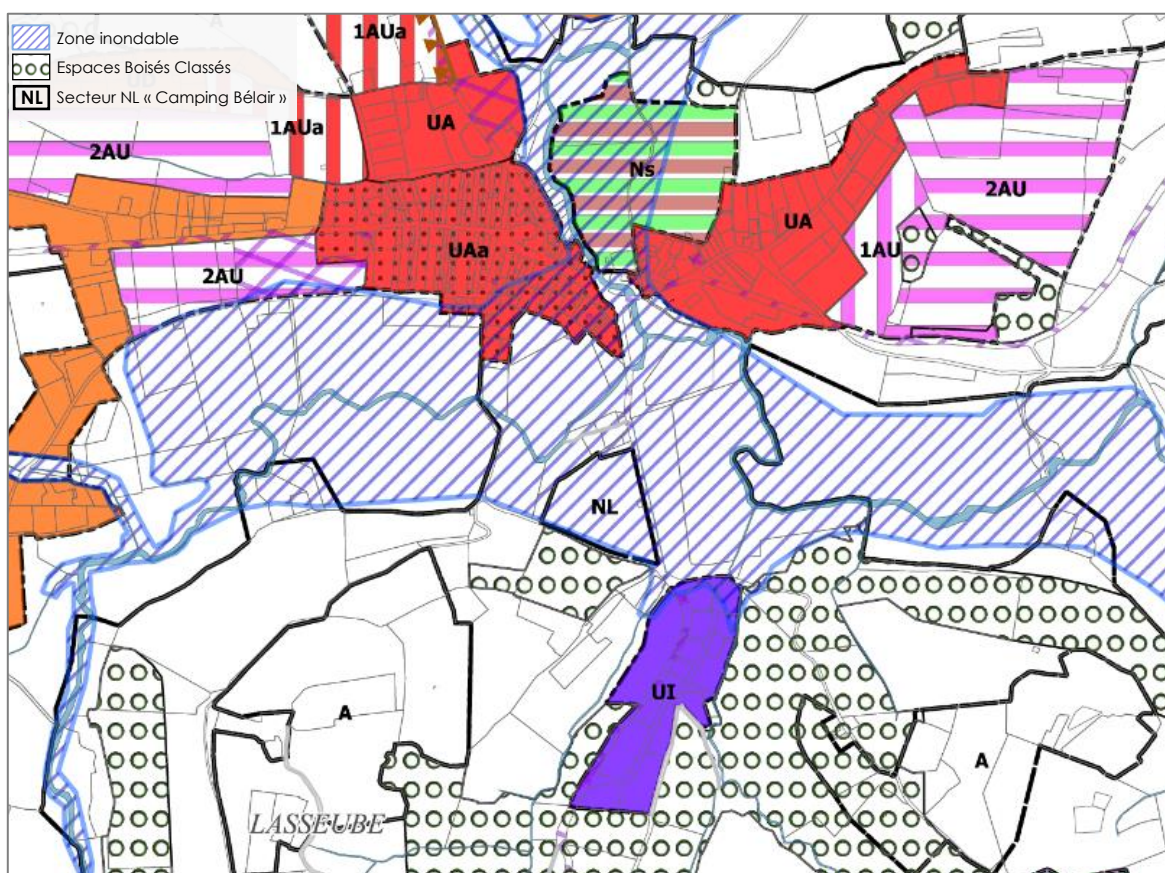 Zone inondable
Espaces Boisés Classés
NL Secteur NL « Camping Bélair »
1AUa
UA
1AUa
2AU
Ns
UA
2AU
UAa
1AU
2AU
NL
UI
A
A
LASSEUBE